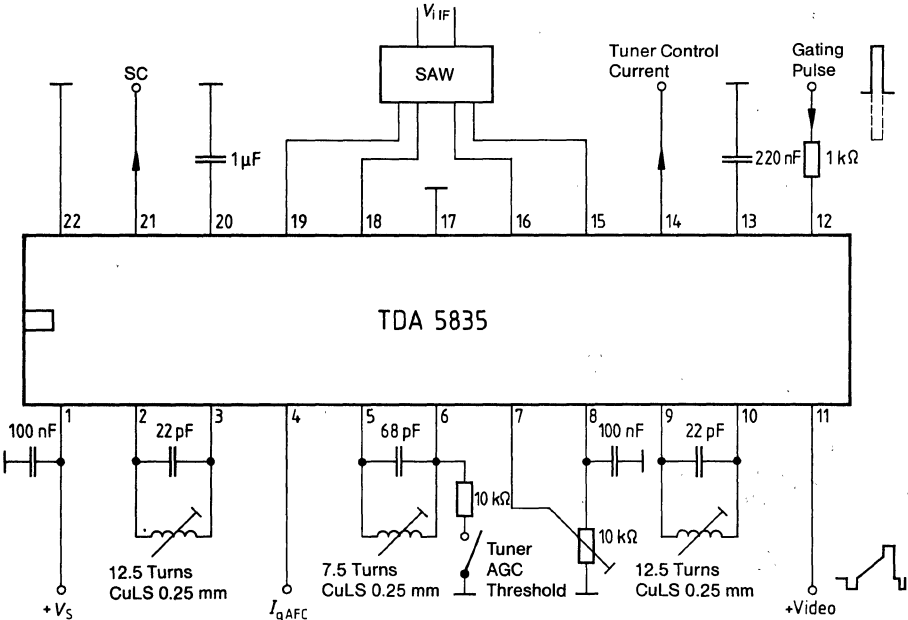 Vi IF
SAW
SC
Tuner Control
Current
Gating
Pulse
1 µF
220 nF
1 kΩ
22 21 20 19 18 17 16 15 14 13 12
TDA 5835
1 2 3 4 5 6 7 8 9 10 11
100 nF
22 pF
68 pF
100 nF
22 pF
10 kΩ
10 kΩ
12.5 Turns
CuLS 0.25 mm
7.5 Turns
CuLS 0.25 mm
Tuner
AGC
Threshold
12.5 Turns
CuLS 0.25 mm
+VS
IqAFC
+Video